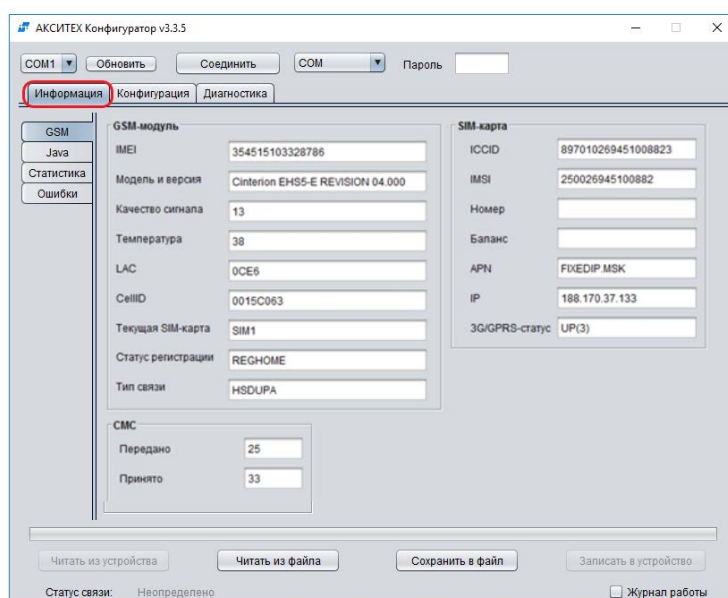 АКСИТЕХ Конфигуратор v3.3.5
COM1 Обновить Соединить COM Пароль
Информация Конфигурация Диагностика
GSM
Java
Статистика
Ошибки
GSM-модуль
IMEI 354515103328786
Модель и версия Cinterion EHS5-E REVISION 04.000
Качество сигнала 13
Температура 38
LAC 0CE6
CellID 0015C063
Текущая SIM-карта SIM1
Статус регистрации REGHOME
Тип связи HSDUPA
SIM-карта
ICCID 897010269451008823
IMSI 250026945100882
Номер
Баланс
APN FIXEDIP.MSK
IP 188.170.37.133
3G/GPRS-статус UP(3)
СМС
Передано 25
Принято 33
Читать из устройства Читать из файла Сохранить в файл Записать в устройство
Статус связи: Неопределено Журнал работы